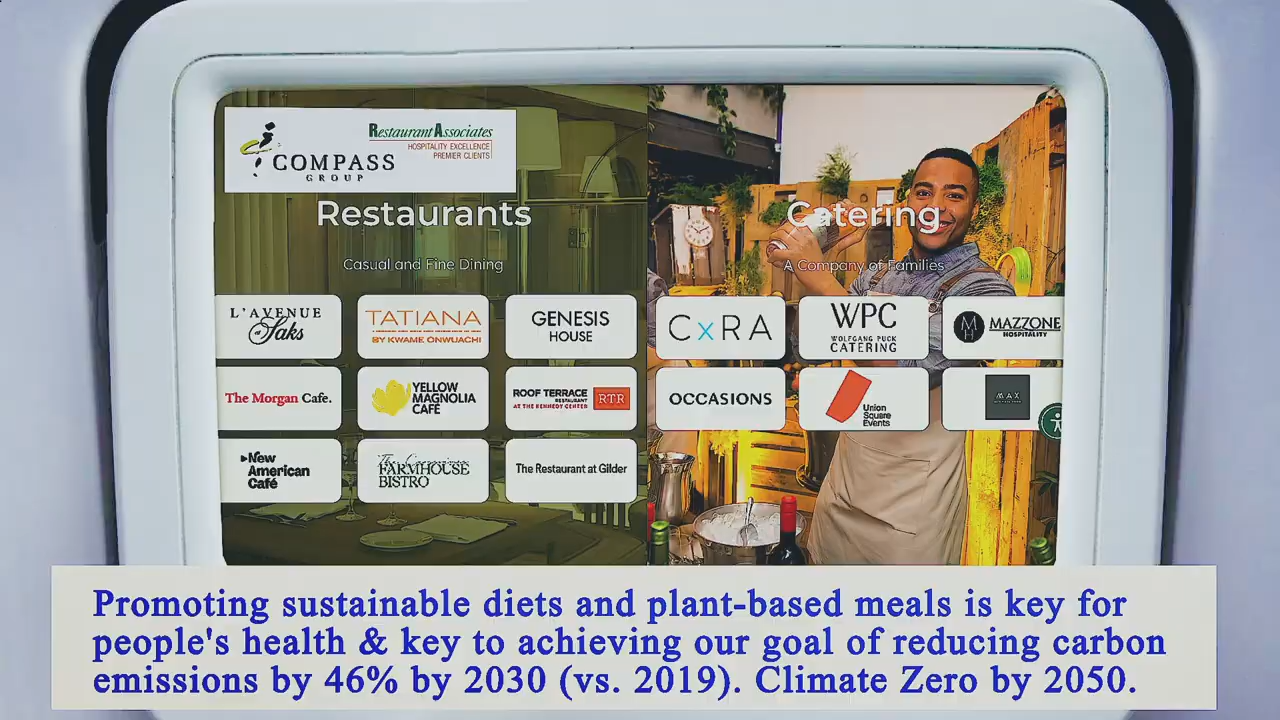 COMPASS
GROUP
Restaurant Associates
HOSPITALITY EXCELLENCE
PREMIER CLIENTS
Restaurants
Casual and Fine Dining
L'AVENUE
Saks
TATIANA
BY KWAME ONWUACHI
GENESIS
HOUSE
The Morgan Cafe.
YELLOW
MAGNOLIA
CAFÉ
ROOF TERRACE
RESTAURANT
AT THE KENNEDY CENTER
RTR
New
American
Café
FARMHOUSE
BISTRO
The Restaurant at Gilder
Catering
A Company of Families
CxRA
WPC
WOLFGANG PUCK
CATERING
MH
MAZZONE
HOSPITALITY
OCCASIONS
Union
Square
Events
MAX
Promoting sustainable diets and plant-based meals is key for
people's health & key to achieving our goal of reducing carbon
emissions by 46% by 2030 (vs. 2019). Climate Zero by 2050.